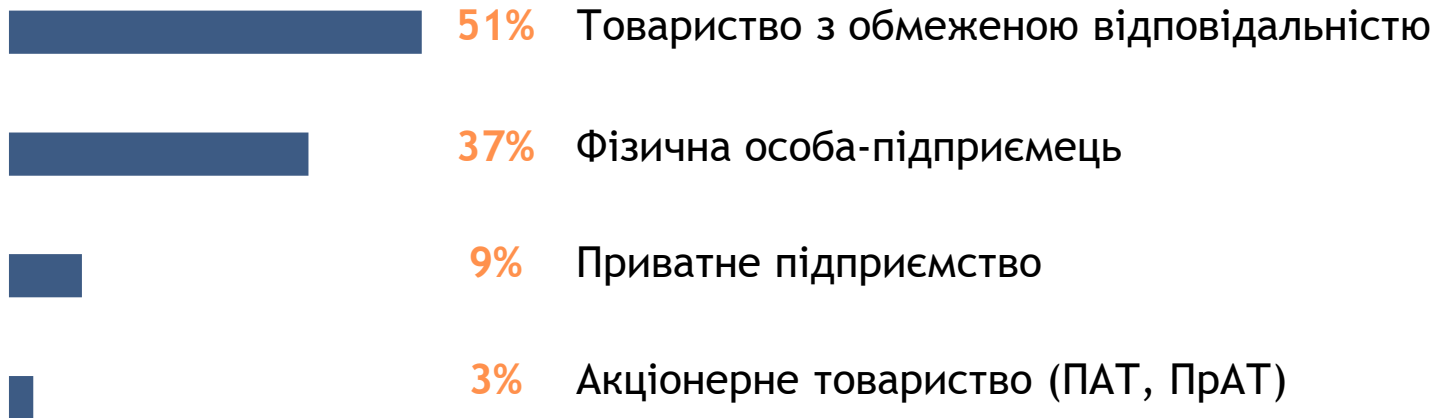 51% Товариство з обмеженою відповідальністю
37% Фізична особа-підприємець
9% Приватне підприємство
3% Акціонерне товариство (ПАТ, ПрАТ)